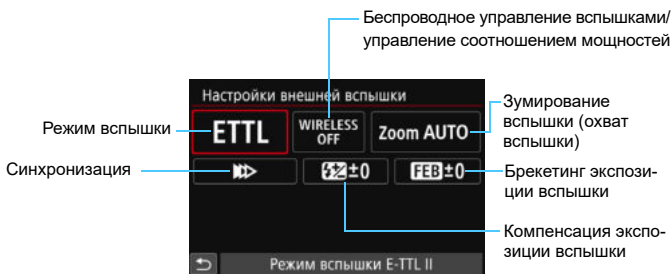 Беспроводное управление вспышками/
управление соотношением мощностей
Настройки внешней вспышки
Режим вспышки
ETTL
WIRELESS
OFF
Zoom AUTO
Зумирование
вспышки (охват
вспышки)
Синхронизация
±0
FEB±0
Брекетинг экспози-
ции вспышки
Компенсация экспо-
зиции вспышки
Режим вспышки E-TTL II